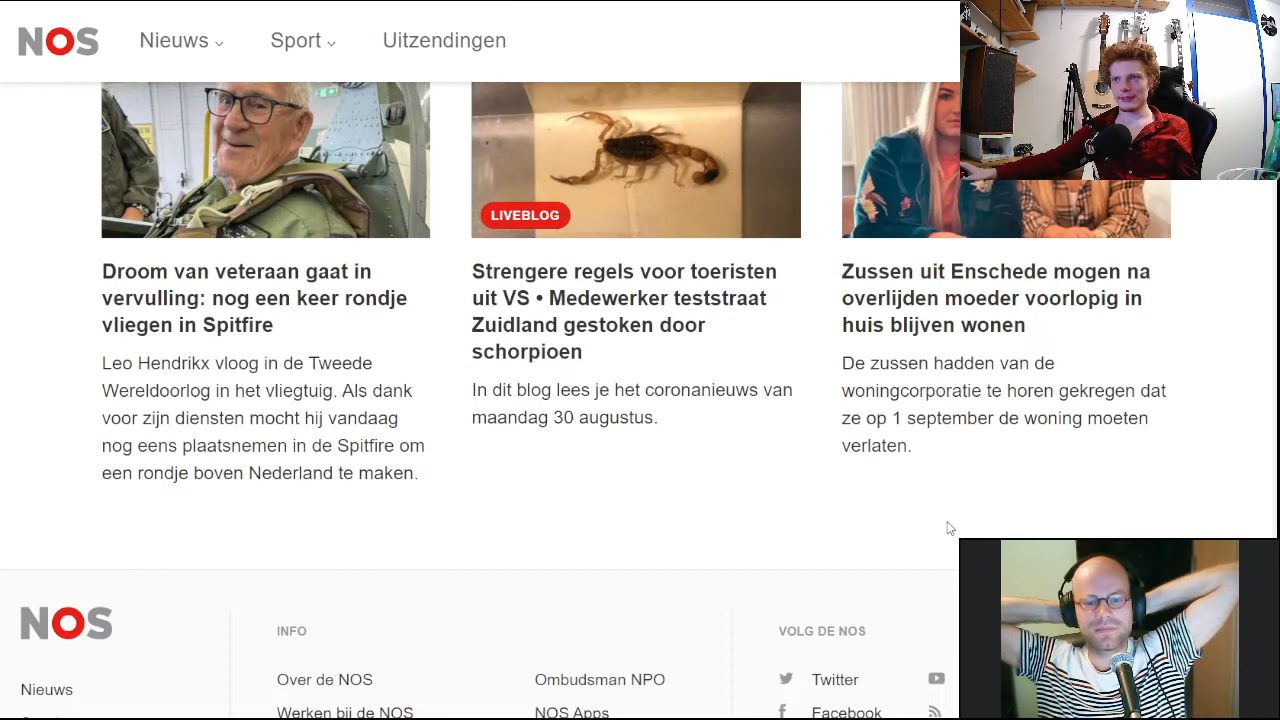 NOS
Nieuws
Sport
Uitzendingen
LIVEBLOG
Droom van veteraan gaat in
vervulling: nog een keer rondje
vliegen in Spitfire
Leo Hendrikx vloog in de Tweede
Wereldoorlog in het vliegtuig. Als dank
voor zijn diensten mocht hij vandaag
nog eens plaatsnemen in de Spitfire om
een rondje boven Nederland te maken.
Strengere regels voor toeristen
uit VS • Medewerker teststraat
Zuidland gestoken door
schorpioen
In dit blog lees je het coronanieuws van
maandag 30 augustus.
Zussen uit Enschede mogen na
overlijden moeder voorlopig in
huis blijven wonen
De zussen hadden van de
woningcorporatie te horen gekregen dat
ze op 1 september de woning moeten
verlaten.
NOS
Nieuws
INFO
Over de NOS
Werken bij de NOS
Ombudsman NPO
NOS Apps
VOLG DE NOS
Twitter
Facebook